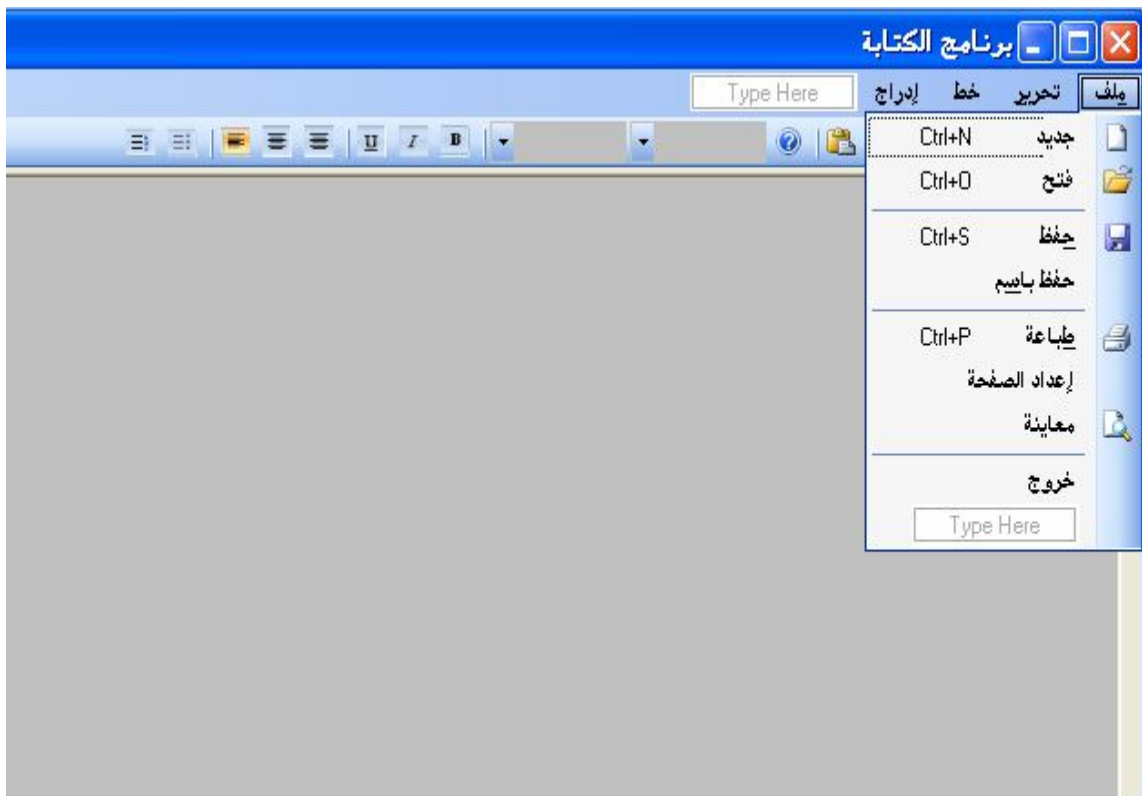 برنامج الكتابة
ملف تحرير خط إدراج Type Here
B I U
جديد Ctrl+N
فتح Ctrl+O
حفظ Ctrl+S
حفظ باسم
طباعة Ctrl+P
إعداد الصفحة
معاينة
خروج
Type Here